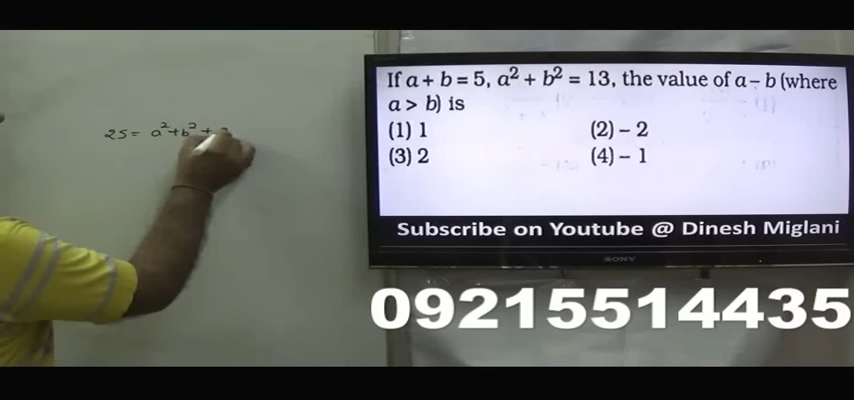 25 = a² + b² +
If a + b = 5, a² + b² = 13, the value of a – b (where
a > b) is
(1) 1 (2) – 2
(3) 2 (4) – 1
Subscribe on Youtube @ Dinesh Miglani
SONY
09215514435